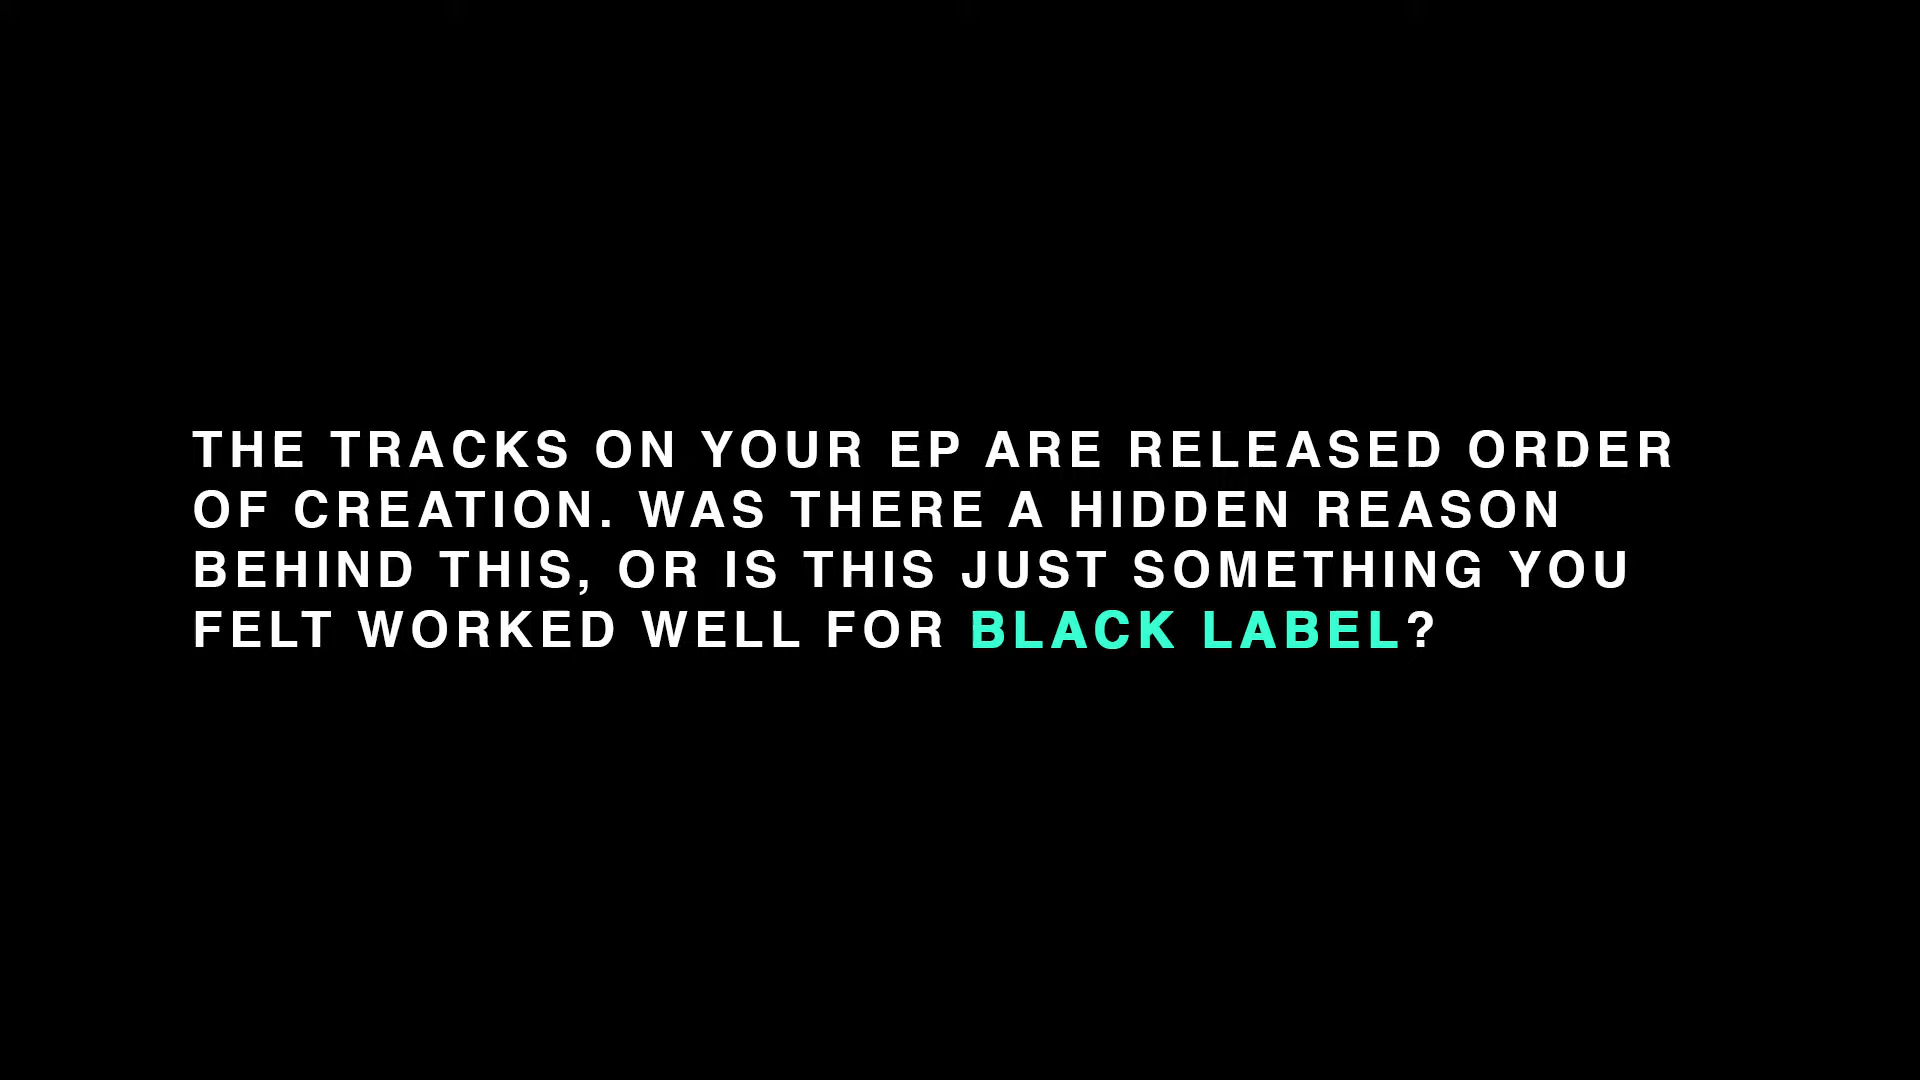 THE TRACKS ON YOUR EP ARE RELEASED ORDER
OF CREATION. WAS THERE A HIDDEN REASON
BEHIND THIS, OR IS THIS JUST SOMETHING YOU
FELT WORKED WELL FOR BLACK LABEL?